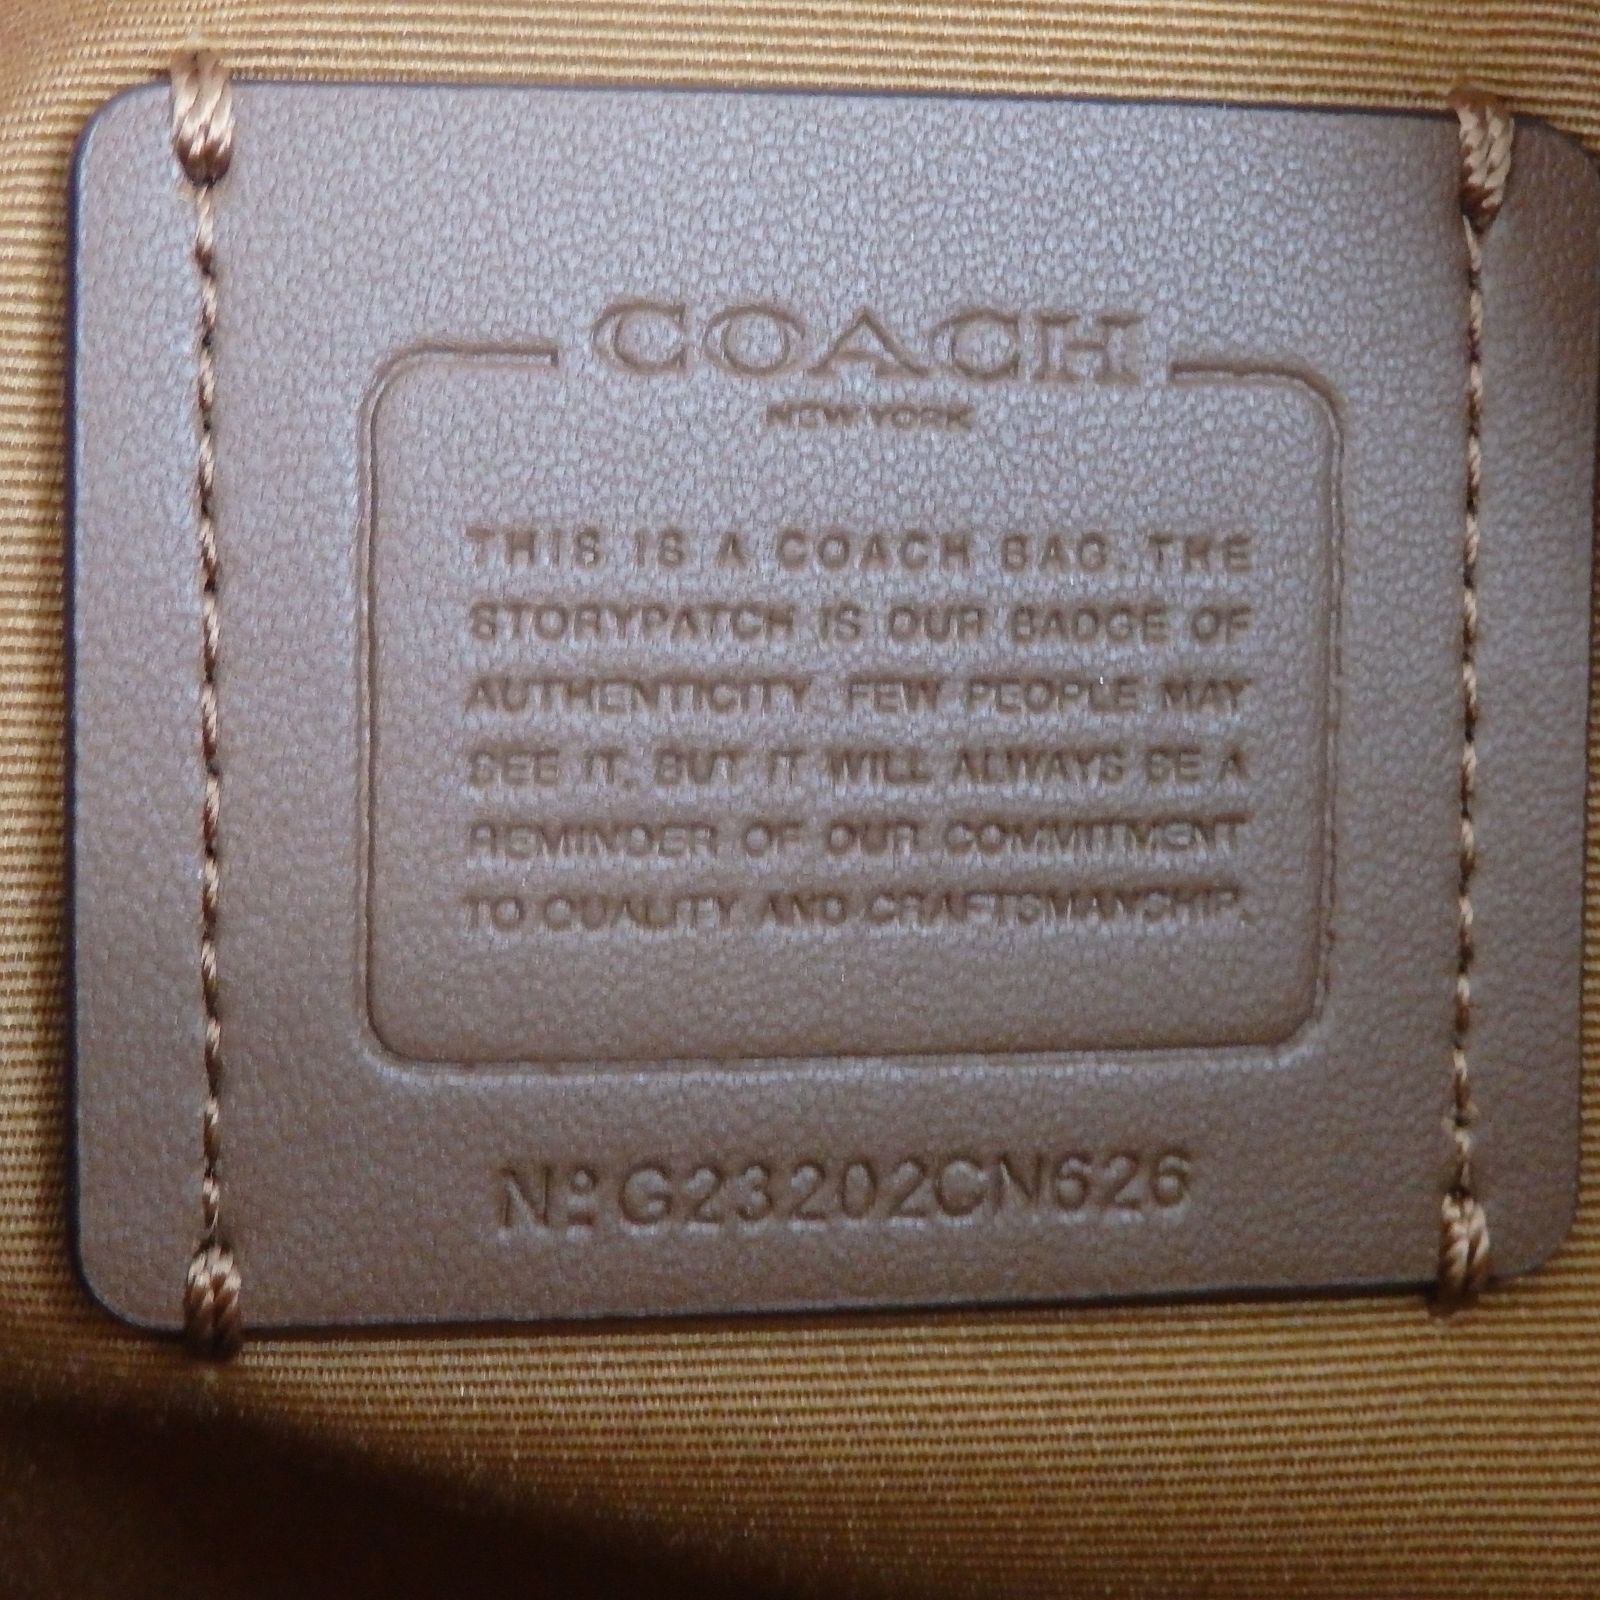 COACH
NEW YORK
THIS IS A COACH BAG. THE
STORYPATCH IS OUR BADGE OF
AUTHENTICITY. FEW PEOPLE MAY
SEE IT, BUT IT WILL ALWAYS BE A
REMINDER OF OUR COMMITMENT
TO QUALITY AND CRAFTSMANSHIP.
Nº G23202CN626